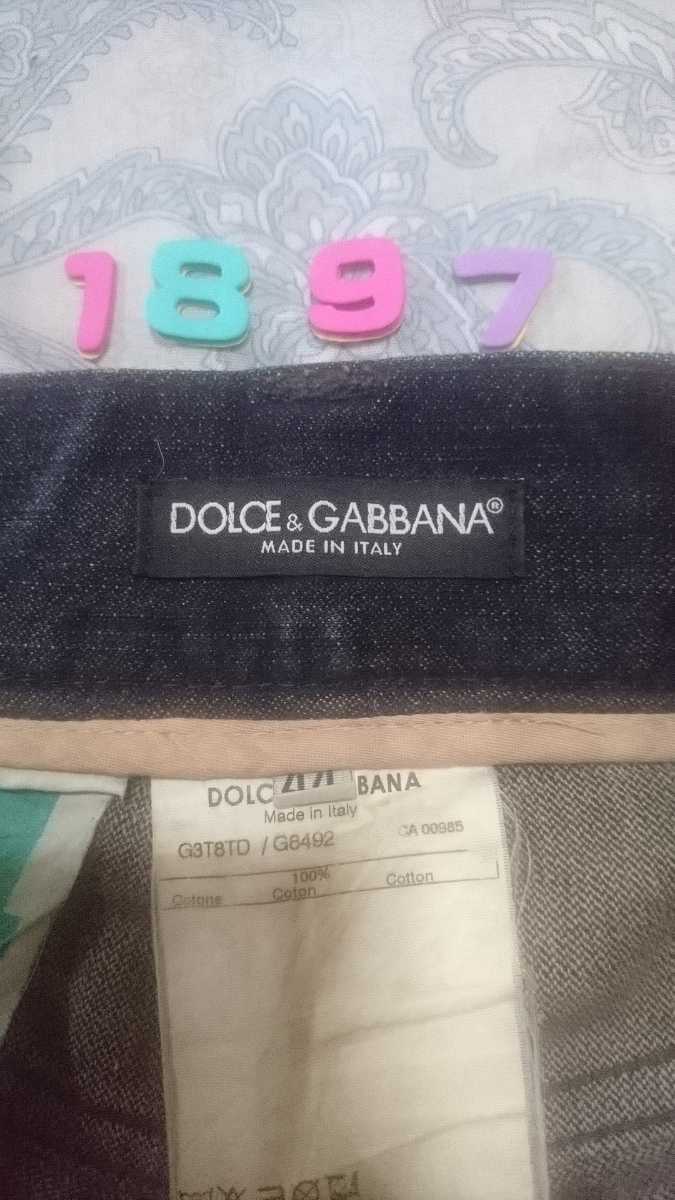 1897
DOLCE & GABBANA®
MADE IN ITALY
DOLC BANA
Made in Italy
G3T8TD / G8492 CA 00985
100%
Cotone Coton Cotton